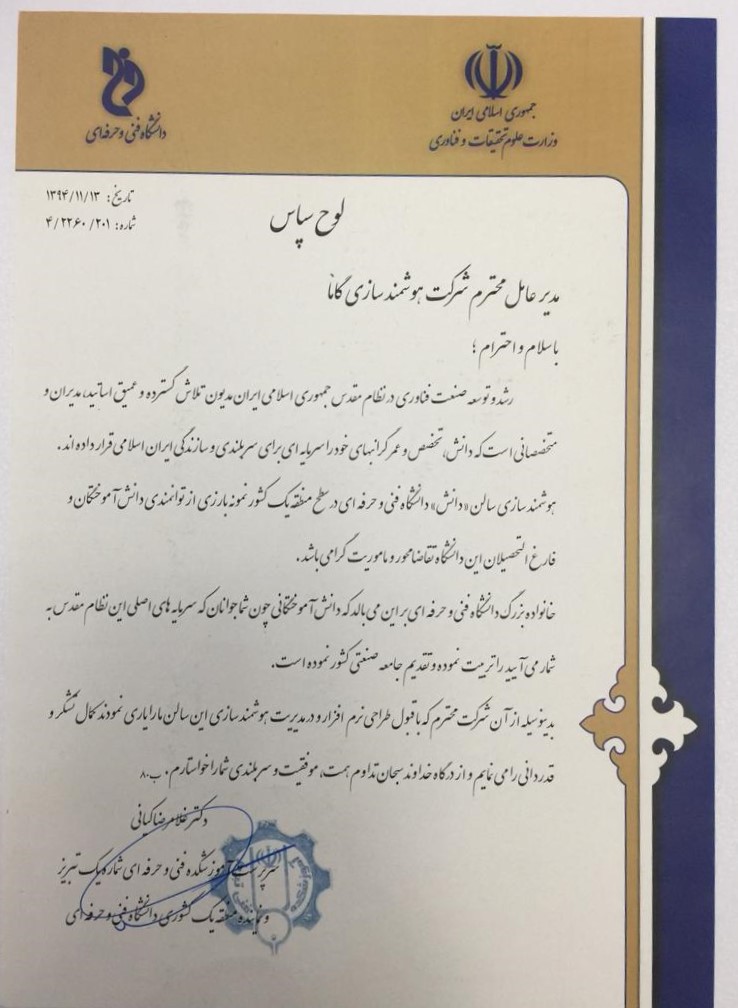 جمهوری اسلامی ایران
وزارت علوم تحقیقات و فناوری
دانشگاه فنی و حرفه‌ای
تاریخ: ۱۳۹۴/۱۱/۱۳
شماره: ۴/۲۲۶۰/۲۰۱
لوح سپاس
مدیر عامل محترم شرکت هوشمند سازی گاما
با سلام و احترام ؛
رشد و توسعه صنعت فناوری در نظام مقدس جمهوری اسلامی ایران مدیون تلاش گسترده و عمیق اساتید، مدیران و
متخصصانی است که دانش، تخصص و عمر گرانبهای خود را سرمایه ای برای سربلندی و سازندگی ایران اسلامی قرار داده اند.
هوشمند سازی سالن «دانش» دانشگاه فنی و حرفه ای در سطح منطقه یک کشور نمونه بارزی از توانمندی دانش آموختگان و
فارغ التحصیلان این دانشگاه تقاضا محور و ماموریت گرا می باشد.
خانواده بزرگ دانشگاه فنی و حرفه ای بر این می بالد که دانش آموختگانی چون شما جوانان که سرمایه های اصلی این نظام مقدس به
شمار می آیید را تربیت نموده و تقدیم جامعه صنعتی کشور نموده است.
بدینوسیله از آن شرکت محترم که با قبول طراحی نرم افزار و در مدیریت هوشمند سازی این سالن ما را یاری نمودند کمال تشکر و
قدردانی را می نمایم و از درگاه خداوند سبحان تداوم همت، موفقیت و سربلندی شما را خواستارم. ب۸۰
دکتر غلامرضا کیانی
سرپرست آموزشکده فنی و حرفه ای شماره یک تبریز
و نماینده منطقه یک کشوری دانشگاه فنی و حرفه ای